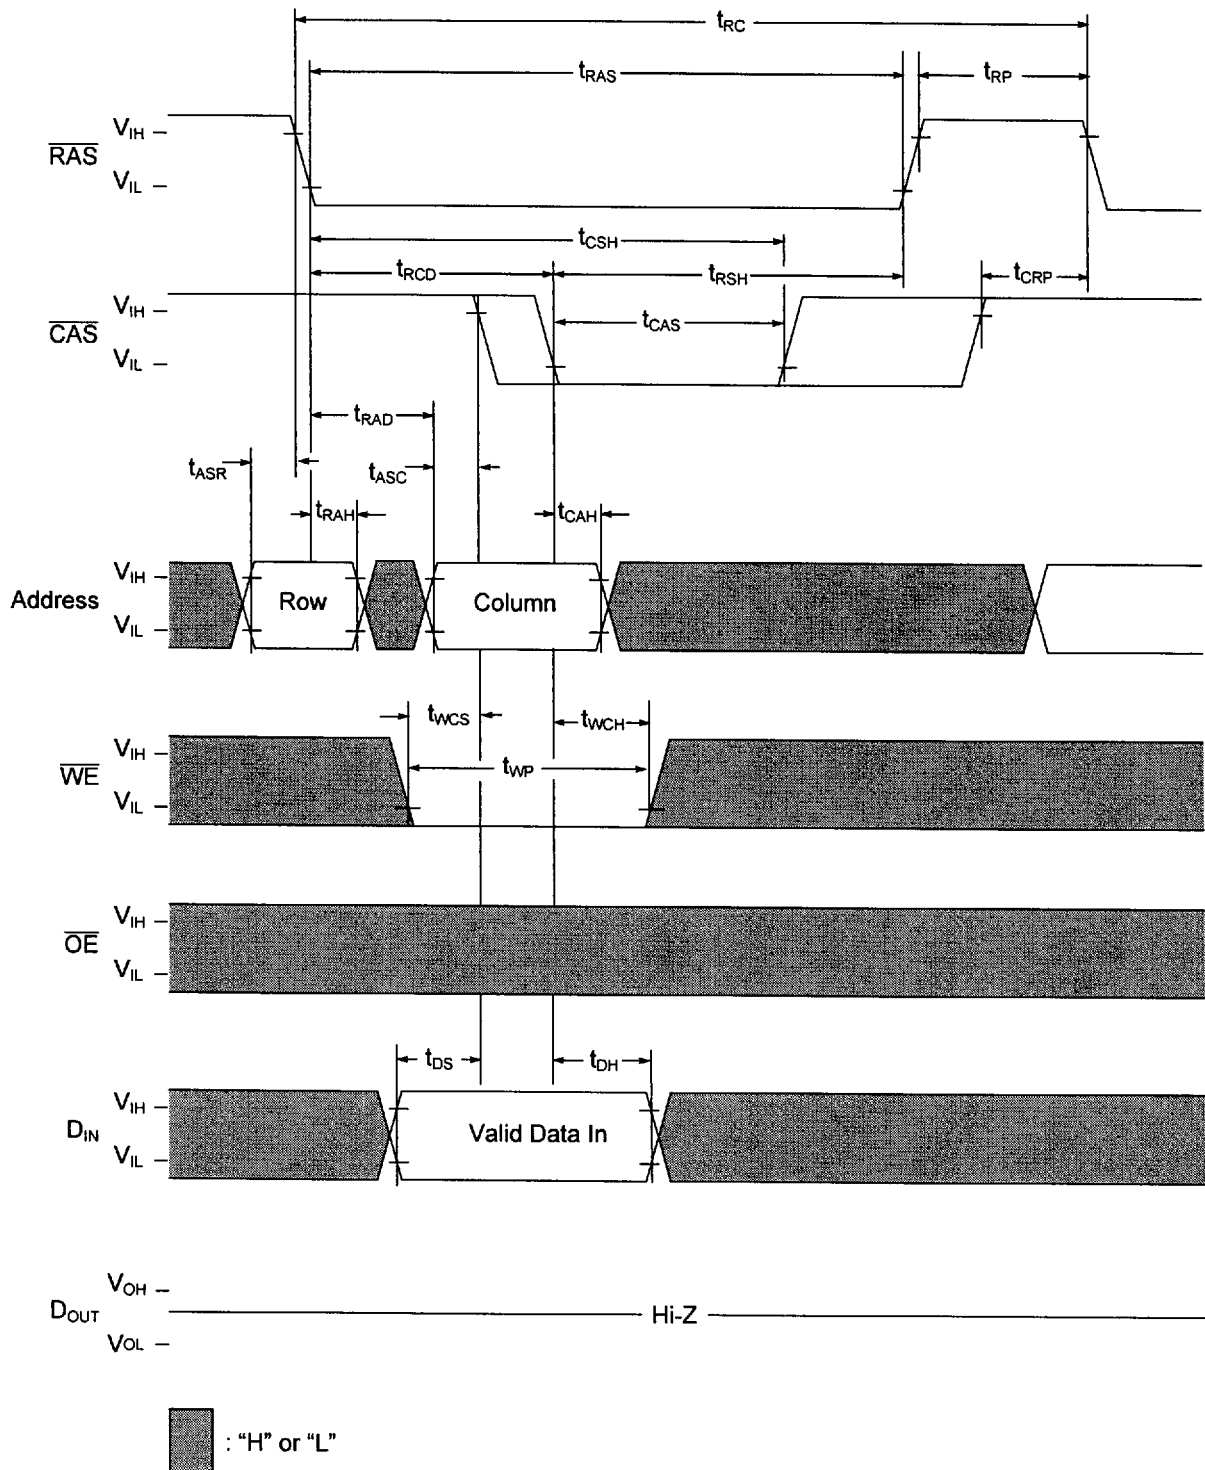 tRC
tRAS
tRP
RAS
VIH
VIL
tCSH
tRCD
tRSH
tCRP
CAS
VIH
VIL
tCAS
tRAD
tASR
tASC
tRAH
tCAH
Address
VIH
VIL
Row
Column
tWCS
tWCH
WE
VIH
VIL
tWP
OE
VIH
VIL
tDS
tDH
DIN
VIH
VIL
Valid Data In
DOUT
VOH
VOL
Hi-Z
: “H” or “L”